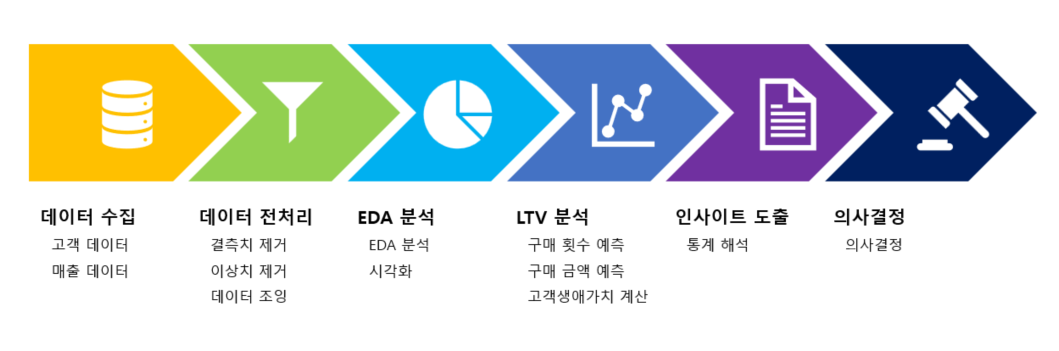 데이터 수집
고객 데이터
매출 데이터
데이터 전처리
결측치 제거
이상치 제거
데이터 조인
EDA 분석
EDA 분석
시각화
LTV 분석
구매 횟수 예측
구매 금액 예측
고객생애가치 계산
인사이트 도출
통계 해석
의사결정
의사결정